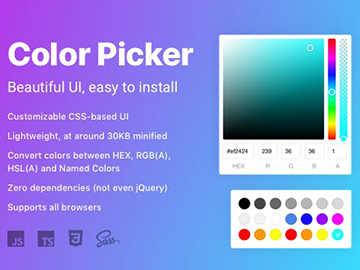 Color Picker
Beautiful UI, easy to install
Customizable CSS-based UI
Lightweight, at around 30KB minified
Convert colors between HEX, RGB(A),
HSL(A) and Named Colors
Zero dependencies (not even jQuery)
Supports all browsers
JS TS 3 Sass
#ef2424 239 36 36 1
HEX R G B A